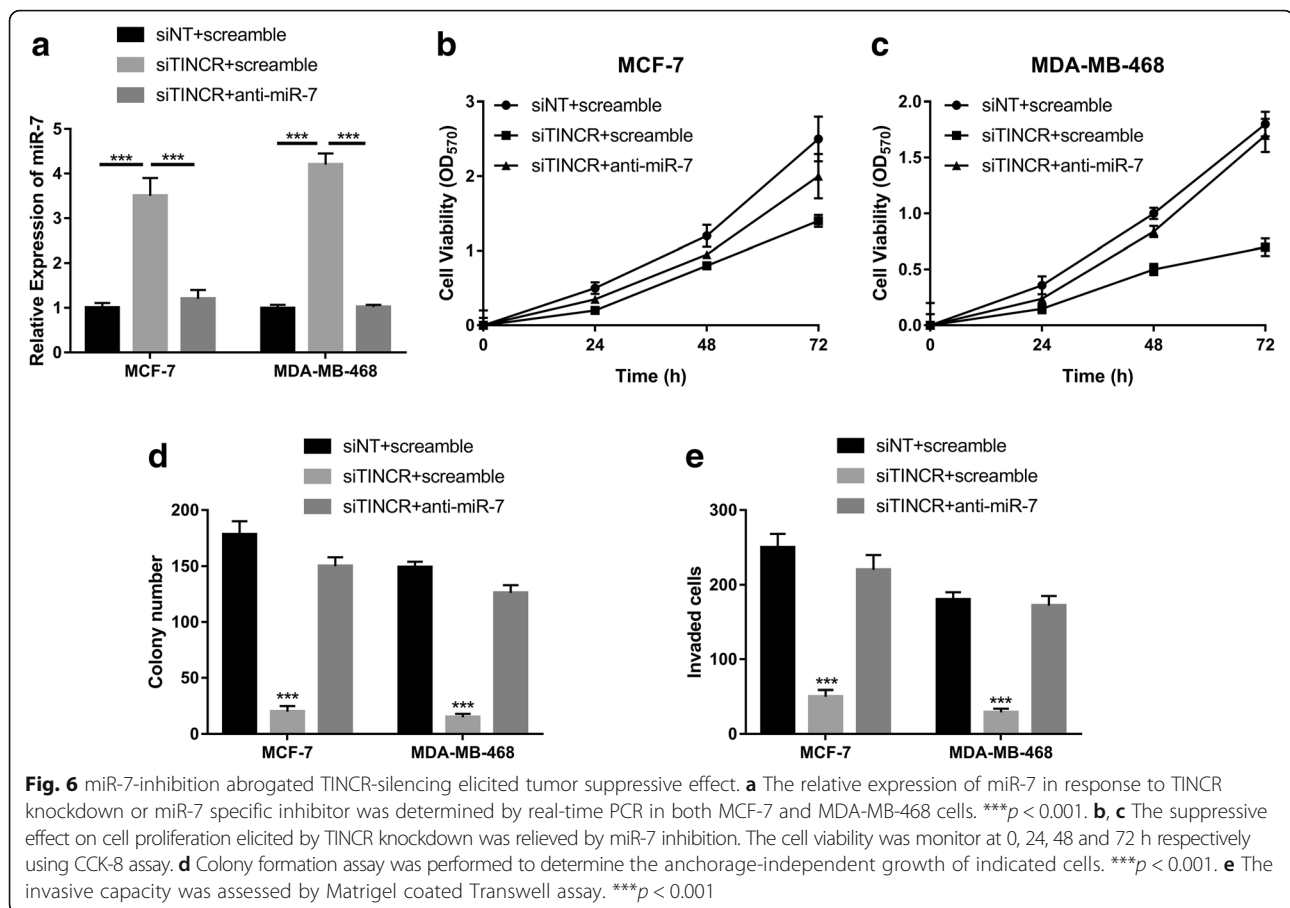 a
siNT+screamble
siTINCR+screamble
siTINCR+anti-miR-7
Relative Expression of miR-7
5
4
3
2
1
0
***
***
***
***
MCF-7
MDA-MB-468
b
MCF-7
siNT+screamble
siTINCR+screamble
siTINCR+anti-miR-7
Cell Viability (OD570)
3
2
1
0
0
24
48
72
Time (h)
c
MDA-MB-468
siNT+screamble
siTINCR+screamble
siTINCR+anti-miR-7
Cell Viability (OD570)
2.0
1.5
1.0
0.5
0.0
0
24
48
72
Time (h)
d
siNT+screamble
siTINCR+screamble
siTINCR+anti-miR-7
Colony number
200
150
100
50
0
***
***
MCF-7
MDA-MB-468
e
siNT+screamble
siTINCR+screamble
siTINCR+anti-miR-7
Invaded cells
300
200
100
0
***
***
MCF-7
MDA-MB-468
Fig. 6 miR-7-inhibition abrogated TINCR-silencing elicited tumor suppressive effect. a The relative expression of miR-7 in response to TINCR
knockdown or miR-7 specific inhibitor was determined by real-time PCR in both MCF-7 and MDA-MB-468 cells. ***p < 0.001. b, c The suppressive
effect on cell proliferation elicited by TINCR knockdown was relieved by miR-7 inhibition. The cell viability was monitor at 0, 24, 48 and 72 h respectively
using CCK-8 assay. d Colony formation assay was performed to determine the anchorage-independent growth of indicated cells. ***p < 0.001. e The
invasive capacity was assessed by Matrigel coated Transwell assay. ***p < 0.001